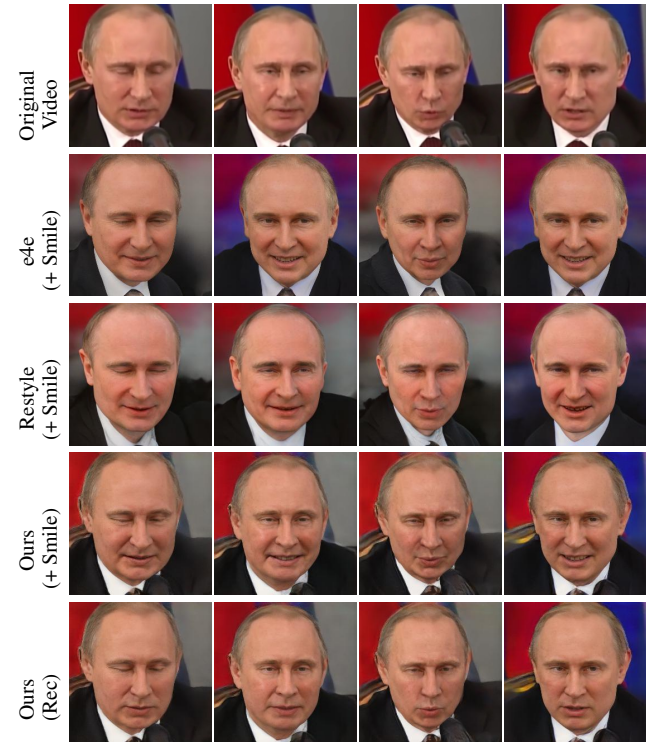 Original
Video
e4e
(+ Smile)
Restyle
(+ Smile)
Ours
(+ Smile)
Ours
(Rec)